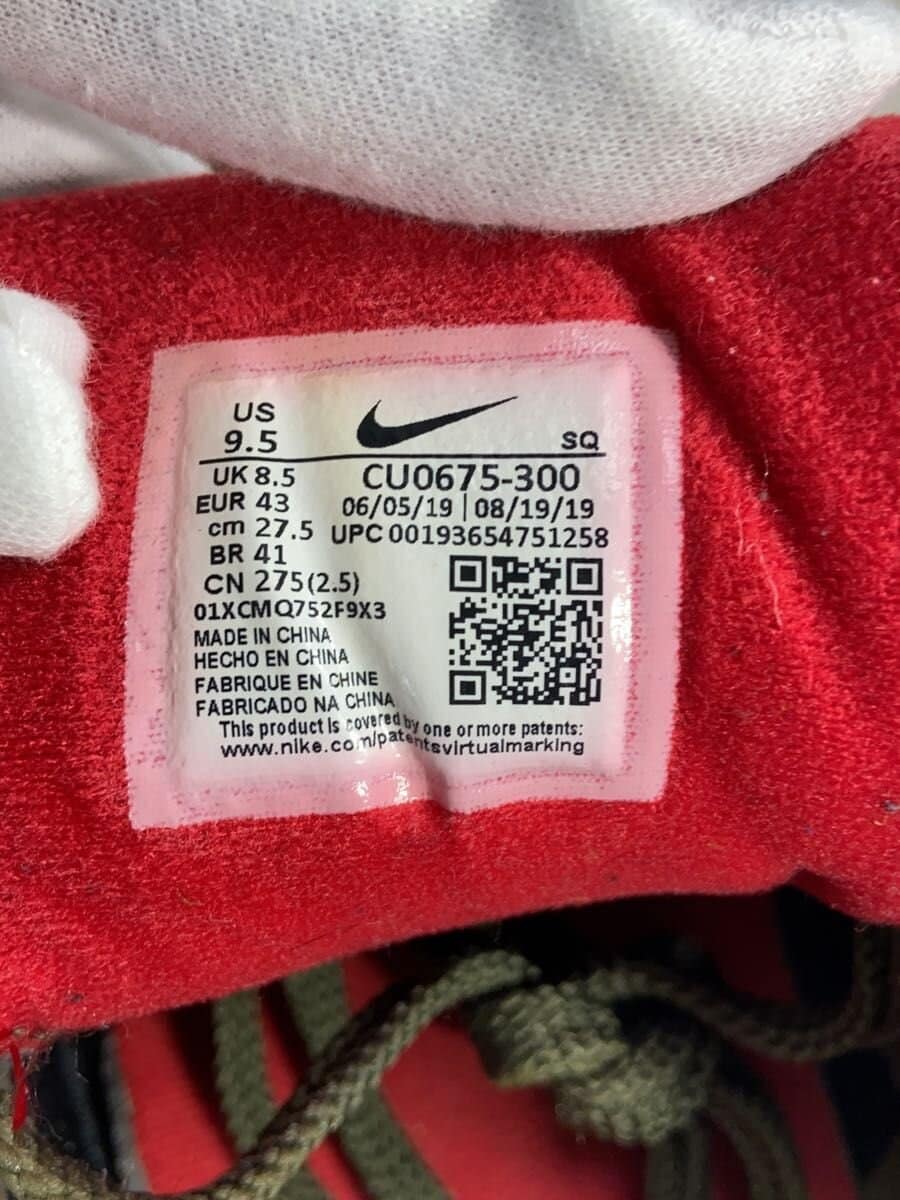 US
9.5
SQ
UK 8.5
CU0675-300
EUR 43
06/05/19 | 08/19/19
cm 27.5
UPC 00193654751258
BR 41
CN 275(2.5)
01XCMQ752F9X3
MADE IN CHINA
HECHO EN CHINA
FABRIQUE EN CHINE
FABRICADO NA CHINA
This product is covered by one or more patents:
www.nike.com/patentsvirtualmarking